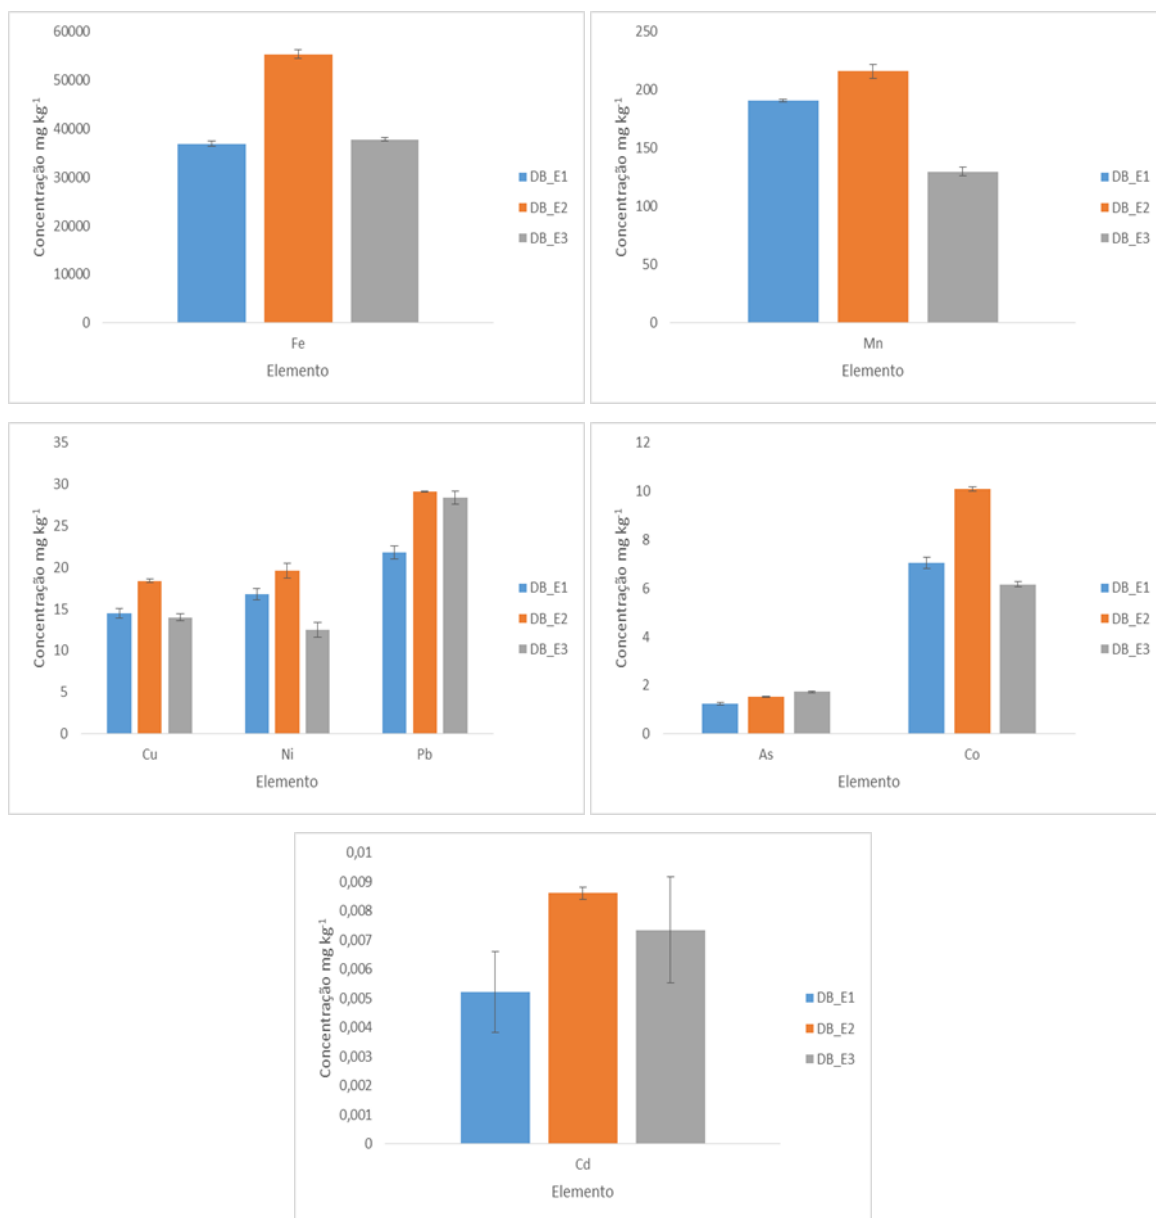 60000
50000
40000
30000
20000
10000
0
Concentração mg kg⁻¹
Fe
Elemento
DB_E1
DB_E2
DB_E3
250
200
150
100
50
0
Concentração mg kg⁻¹
Mn
Elemento
DB_E1
DB_E2
DB_E3
35
30
25
20
15
10
5
0
Concentração mg kg⁻¹
Cu Ni Pb
Elemento
DB_E1
DB_E2
DB_E3
12
10
8
6
4
2
0
Concentração mg kg⁻¹
As Co
Elemento
DB_E1
DB_E2
DB_E3
0,01
0,009
0,008
0,007
0,006
0,005
0,004
0,003
0,002
0,001
0
Concentração mg kg⁻¹
Cd
Elemento
DB_E1
DB_E2
DB_E3